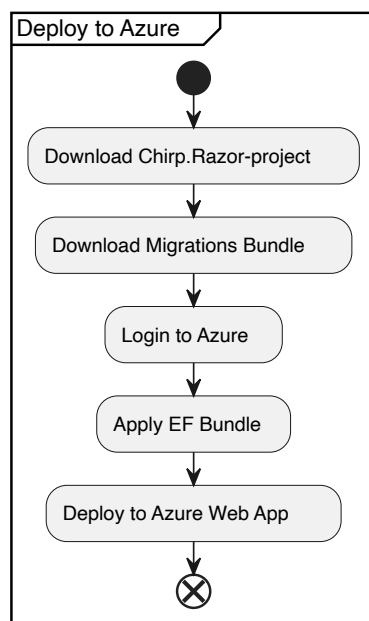 Deploy to Azure
Download Chirp.Razor-project
Download Migrations Bundle
Login to Azure
Apply EF Bundle
Deploy to Azure Web App